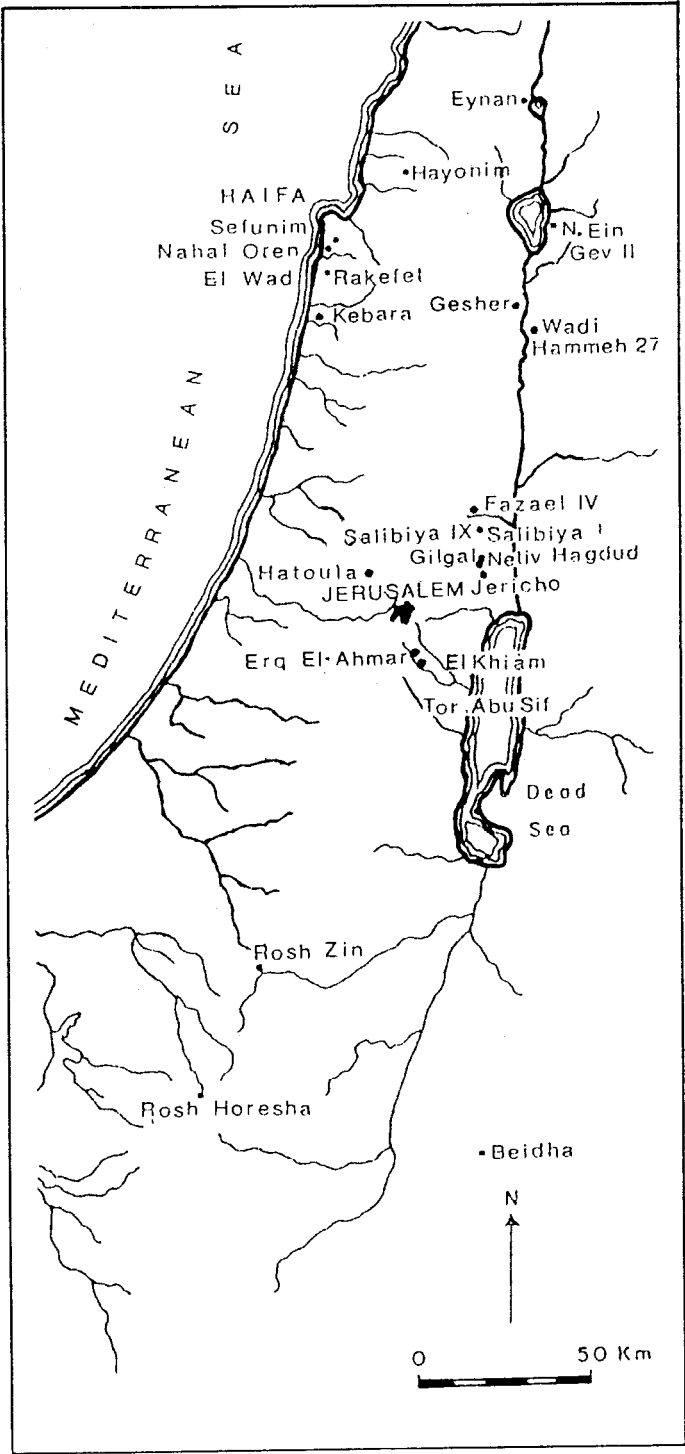 MEDITERRANEAN SEA
Eynan
Hayonim
HAIFA
Sefunim
N. Ein
Gev II
Nahal Oren
El Wad
Rakefet
Kebara
Gesher
Wadi
Hammeh 27
Fazael IV
Salibiya IX
Salibiya I
Gilgal
Netiv Hagdud
Hatoula
JERUSALEM
Jericho
Erq El-Ahmar
El Khiam
Tor Abu Sif
Dead
Sea
Rosh Zin
Rosh Horesha
Beidha
N
0 50 Km